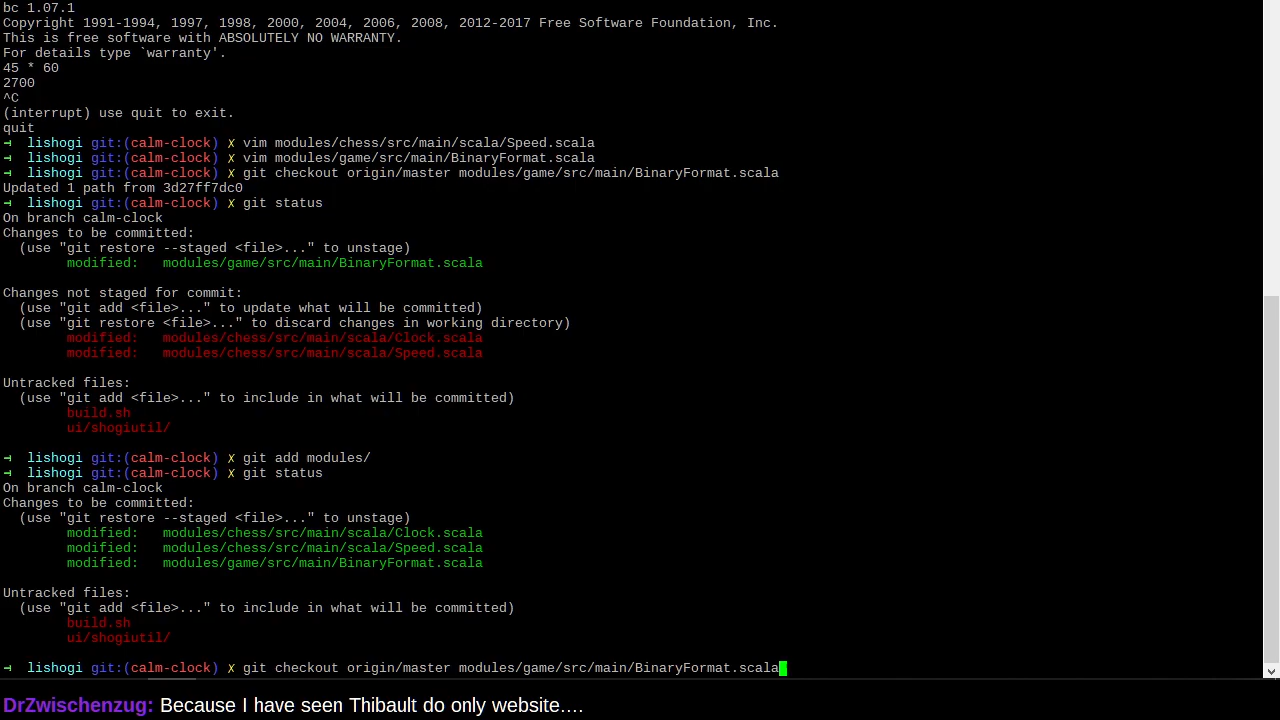 bc 1.07.1
Copyright 1991-1994, 1997, 1998, 2000, 2004, 2006, 2008, 2012-2017 Free Software Foundation, Inc.
This is free software with ABSOLUTELY NO WARRANTY.
For details type `warranty'.
45 * 60
2700
^C
(interrupt) use quit to exit.
quit
→ lishogi git:(calm-clock) ✗ vim modules/chess/src/main/scala/Speed.scala
→ lishogi git:(calm-clock) ✗ vim modules/game/src/main/BinaryFormat.scala
→ lishogi git:(calm-clock) ✗ git checkout origin/master modules/game/src/main/BinaryFormat.scala
Updated 1 path from 3d27ff7dc0
→ lishogi git:(calm-clock) ✗ git status
On branch calm-clock
Changes to be committed:
  (use "git restore --staged <file>..." to unstage)
        modified:   modules/game/src/main/BinaryFormat.scala

Changes not staged for commit:
  (use "git add <file>..." to update what will be committed)
  (use "git restore <file>..." to discard changes in working directory)
        modified:   modules/chess/src/main/scala/Clock.scala
        modified:   modules/chess/src/main/scala/Speed.scala

Untracked files:
  (use "git add <file>..." to include in what will be committed)
        build.sh
        ui/shogiutil/

→ lishogi git:(calm-clock) ✗ git add modules/
→ lishogi git:(calm-clock) ✗ git status
On branch calm-clock
Changes to be committed:
  (use "git restore --staged <file>..." to unstage)
        modified:   modules/chess/src/main/scala/Clock.scala
        modified:   modules/chess/src/main/scala/Speed.scala
        modified:   modules/game/src/main/BinaryFormat.scala

Untracked files:
  (use "git add <file>..." to include in what will be committed)
        build.sh
        ui/shogiutil/

→ lishogi git:(calm-clock) ✗ git checkout origin/master modules/game/src/main/BinaryFormat.scala
DrZwischenzug: Because I have seen Thibault do only website....